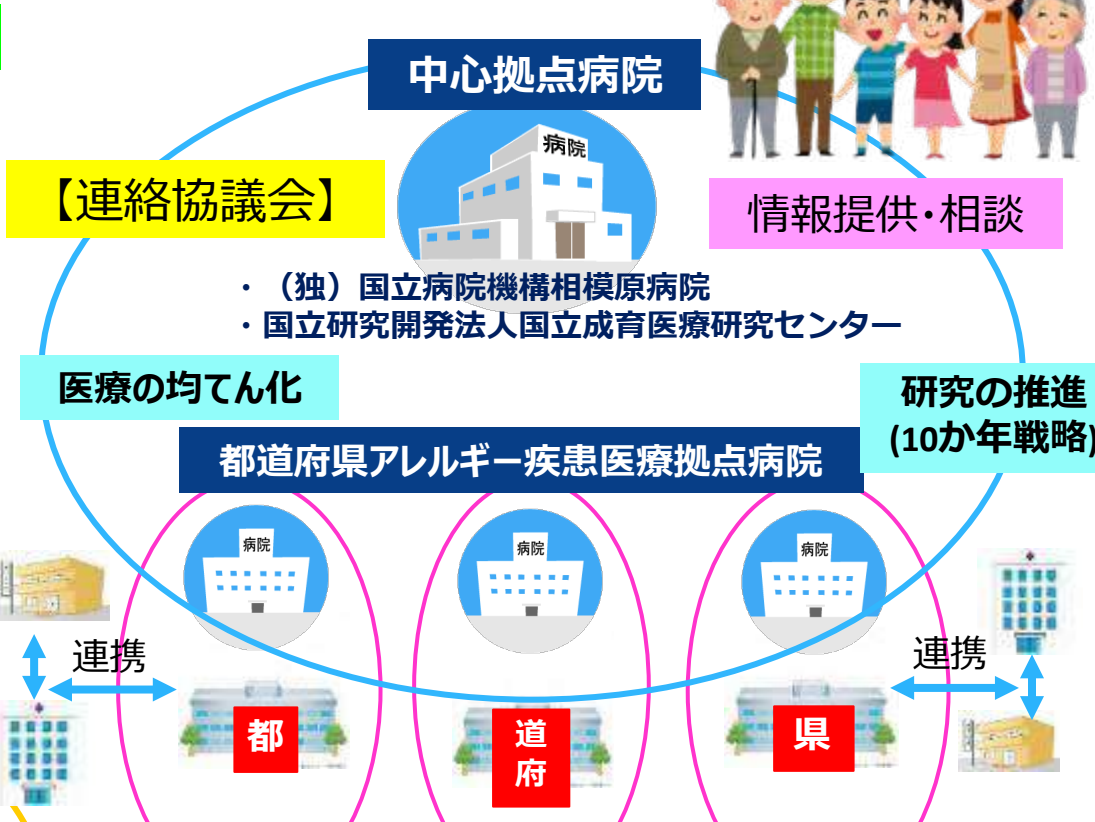 中心拠点病院
病院
【連絡協議会】
情報提供・相談
・（独）国立病院機構相模原病院
・国立研究開発法人国立成育医療研究センター
医療の均てん化
研究の推進
(10か年戦略)
都道府県アレルギー疾患医療拠点病院
病院
病院
病院
連携
連携
都
道
府
県